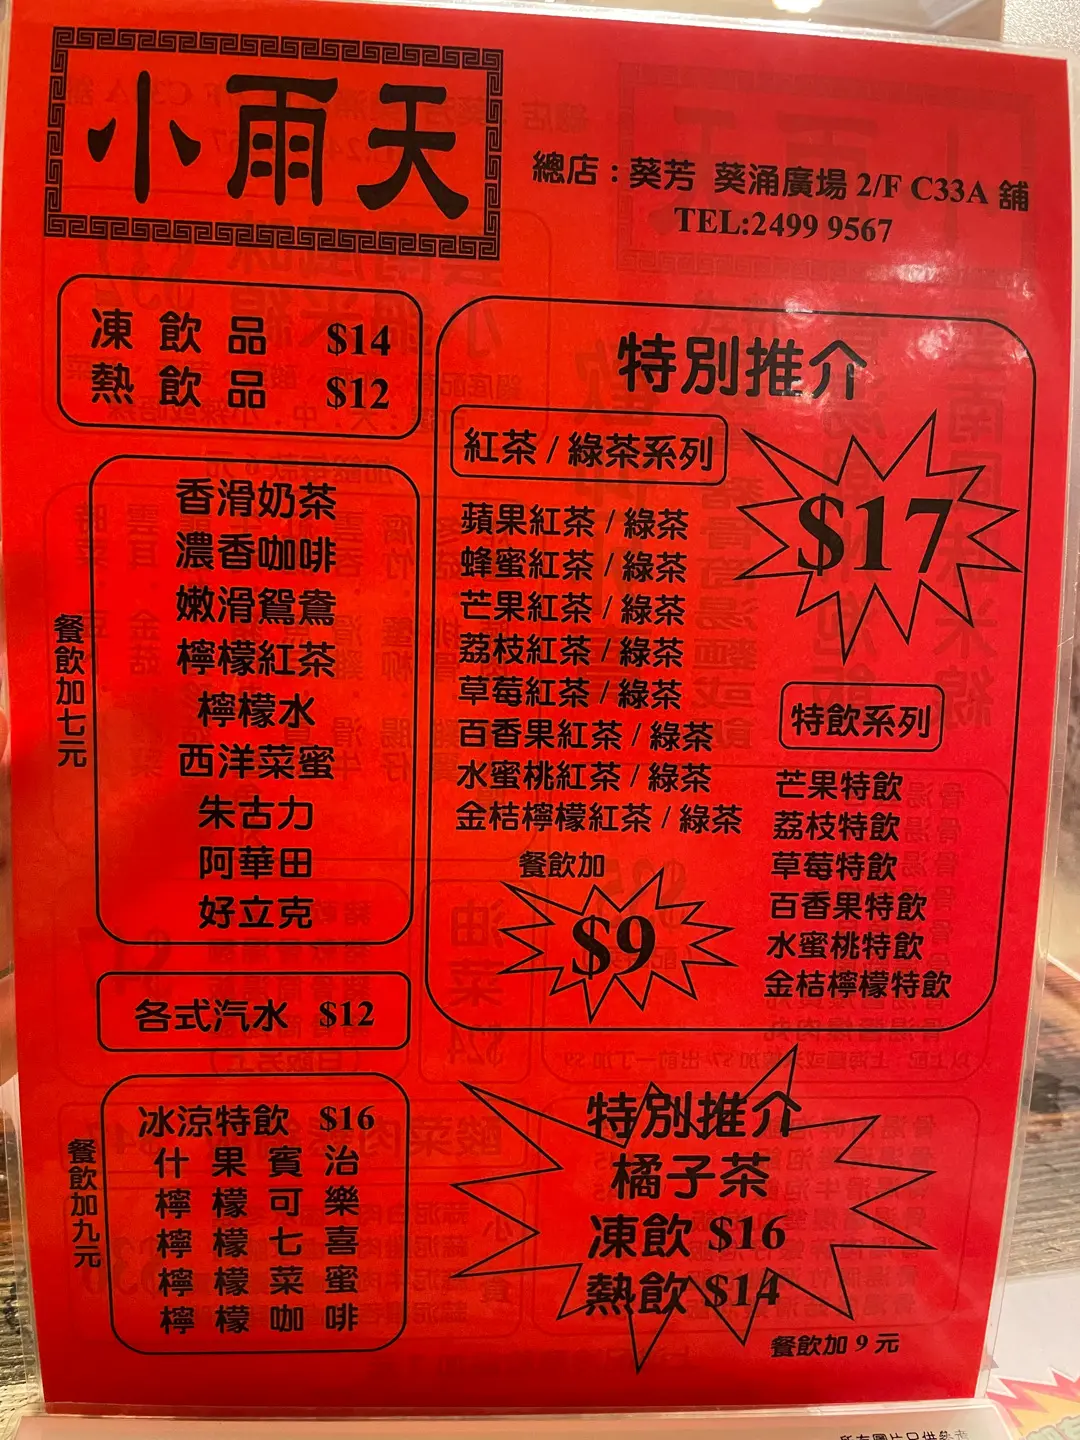 小雨天
總店：葵芳 葵涌廣場 2/F C33A 舖
TEL:2499 9567
凍飲品 $14
熱飲品 $12
餐飲加七元
香滑奶茶
濃香咖啡
嫩滑鴛鴦
檸檬紅茶
檸檬水
西洋菜蜜
朱古力
阿華田
好立克
各式汽水 $12
餐飲加九元
冰涼特飲 $16
什果賓治
檸檬可樂
檸檬七喜
檸檬菜蜜
檸檬咖啡
特別推介
紅茶 / 綠茶系列
$17
蘋果紅茶 / 綠茶
蜂蜜紅茶 / 綠茶
芒果紅茶 / 綠茶
荔枝紅茶 / 綠茶
草莓紅茶 / 綠茶
百香果紅茶 / 綠茶
水蜜桃紅茶 / 綠茶
金桔檸檬紅茶 / 綠茶
餐飲加
$9
特飲系列
芒果特飲
荔枝特飲
草莓特飲
百香果特飲
水蜜桃特飲
金桔檸檬特飲
特別推介
橘子茶
凍飲 $16
熱飲 $14
餐飲加 9 元